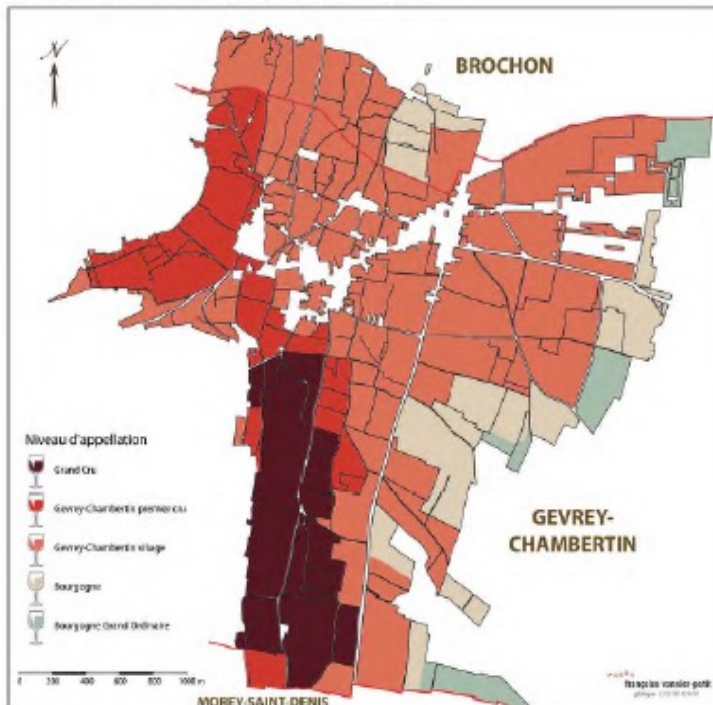 N
BROCHON
Niveau d'appellation
Grand Cru
Gevrey-Chambertin premier cru
Gevrey-Chambertin village
Bourgogne
Bourgogne Grand Ordinaire
GEVREY-
CHAMBERTIN
0 200 400 600 800 1000 m
françoise vannier-petit
MOREY-SAINT-DENIS